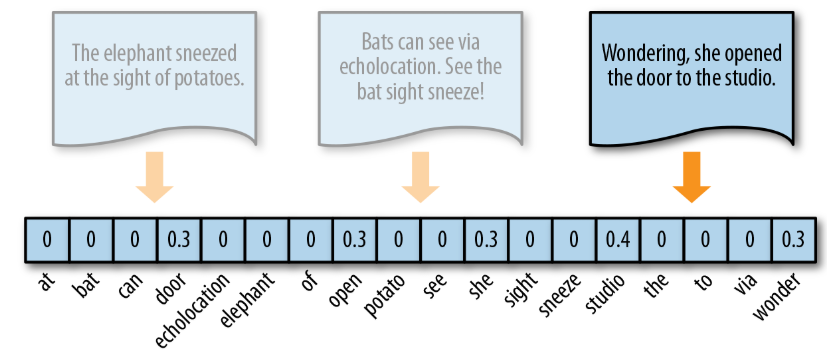 The elephant sneezed
at the sight of potatoes.
Bats can see via
echolocation. See the
bat sight sneeze!
Wondering, she opened
the door to the studio.
0 0 0 0.3 0 0 0 0.3 0 0 0.3 0 0 0.4 0 0 0 0.3
at bat can door echolocation elephant of open potato see she sight sneeze studio the to via wonder